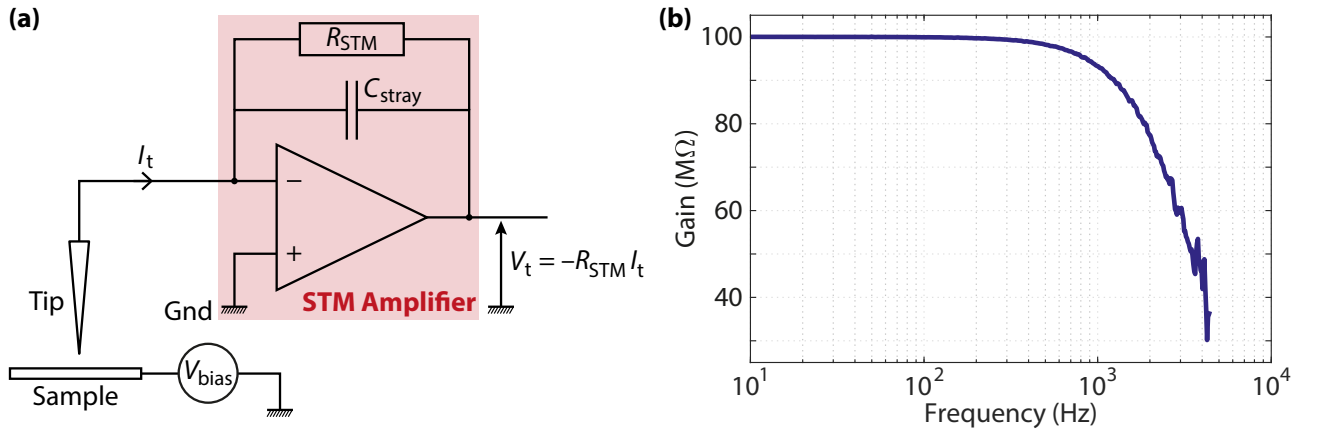 (a)
R_STM
C_stray
I_t
−
+
V_t = –R_STM I_t
Gnd
STM Amplifier
Tip
V_bias
Sample
(b)
100
80
60
40
Gain (MΩ)
10^1
10^2
10^3
10^4
Frequency (Hz)